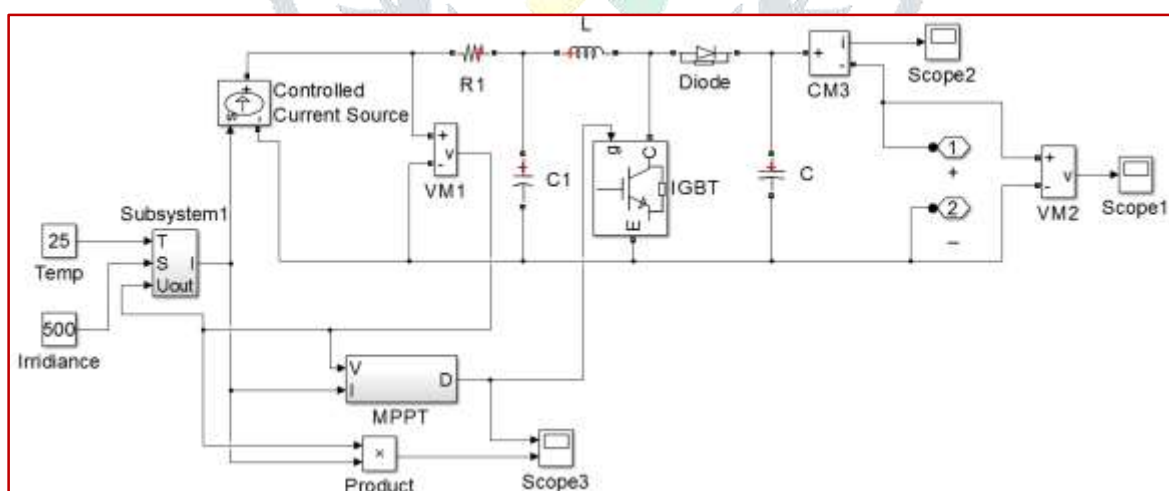 L
R1
Diode
CM3
+
-
i
Scope2
Controlled
Current Source
+
-
s
VM1
+
-
v
C1
g
C
E
IGBT
C
1
+
2
–
VM2
+
-
v
Scope1
Subsystem1
25
Temp
T
S
Uout
I
500
Irridiance
V
I
D
MPPT
×
Product
Scope3